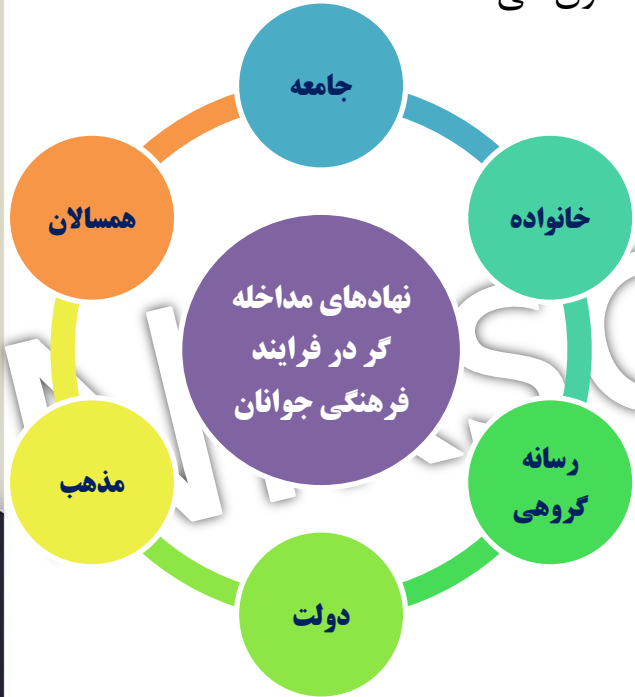 جامعه
خانواده
رسانه
گروهی
دولت
مذهب
همسالان
نهادهای مداخله
گر در فرایند
فرهنگی جوانان